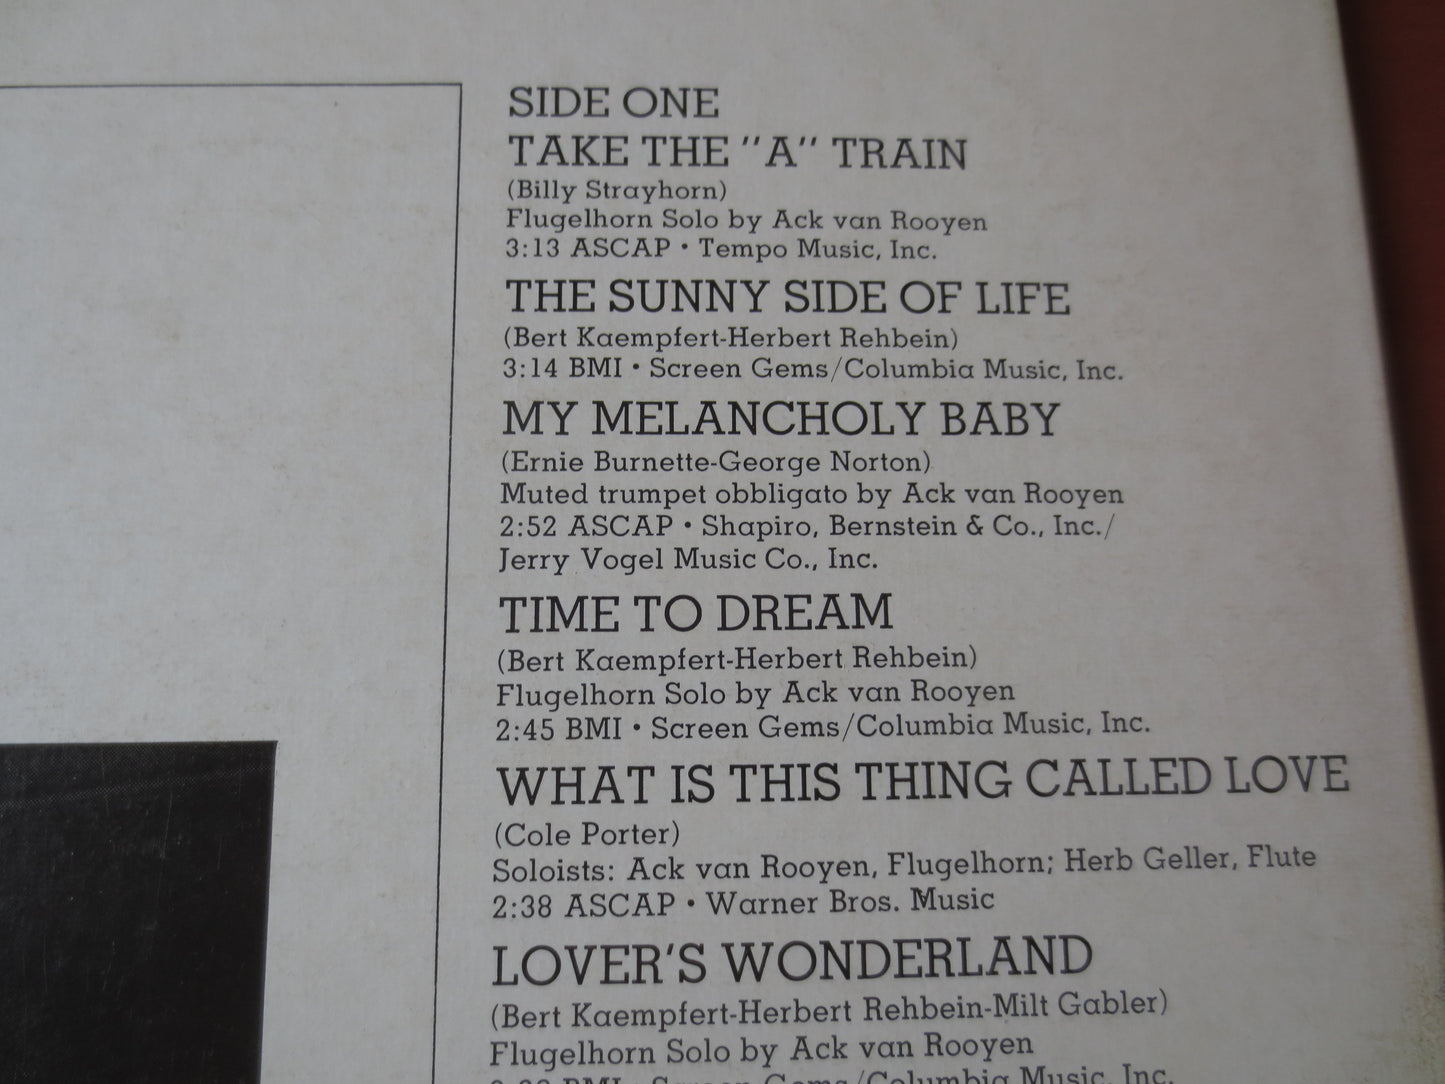 SIDE ONE
TAKE THE "A" TRAIN
(Billy Strayhorn)
Flugelhorn Solo by Ack van Rooyen
3:13 ASCAP • Tempo Music, Inc.
THE SUNNY SIDE OF LIFE
(Bert Kaempfert-Herbert Rehbein)
3:14 BMI • Screen Gems/Columbia Music, Inc.
MY MELANCHOLY BABY
(Ernie Burnette-George Norton)
Muted trumpet obbligato by Ack van Rooyen
2:52 ASCAP • Shapiro, Bernstein & Co., Inc./
Jerry Vogel Music Co., Inc.
TIME TO DREAM
(Bert Kaempfert-Herbert Rehbein)
Flugelhorn Solo by Ack van Rooyen
2:45 BMI • Screen Gems/Columbia Music, Inc.
WHAT IS THIS THING CALLED LOVE
(Cole Porter)
Soloists: Ack van Rooyen, Flugelhorn; Herb Geller, Flute
2:38 ASCAP • Warner Bros. Music
LOVER'S WONDERLAND
(Bert Kaempfert-Herbert Rehbein-Milt Gabler)
Flugelhorn Solo by Ack van Rooyen
BMI • Screen Gems/Columbia Music, Inc.